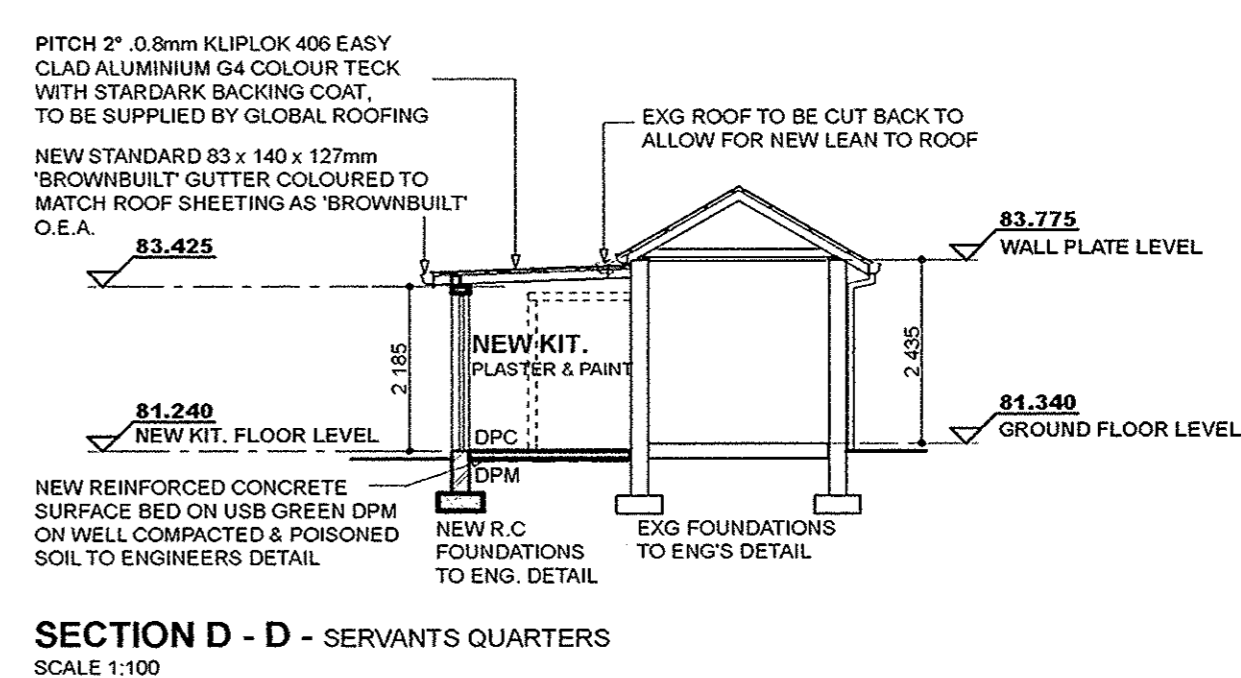 PITCH 2° .0.8mm KLIPLOK 406 EASY
CLAD ALUMINIUM G4 COLOUR TECK
WITH STARDARK BACKING COAT,
TO BE SUPPLIED BY GLOBAL ROOFING
EXG ROOF TO BE CUT BACK TO
ALLOW FOR NEW LEAN TO ROOF
NEW STANDARD 83 x 140 x 127mm
'BROWNBUILT' GUTTER COLOURED TO
MATCH ROOF SHEETING AS 'BROWNBUILT'
O.E.A.
83.425
83.775
WALL PLATE LEVEL
2 185
NEW KIT.
PLASTER & PAINT
2 435
81.240
NEW KIT. FLOOR LEVEL
81.340
GROUND FLOOR LEVEL
DPC
DPM
NEW REINFORCED CONCRETE
SURFACE BED ON USB GREEN DPM
ON WELL COMPACTED & POISONED
SOIL TO ENGINEERS DETAIL
NEW R.C
FOUNDATIONS
TO ENG. DETAIL
EXG FOUNDATIONS
TO ENG'S DETAIL
SECTION D - D - SERVANTS QUARTERS
SCALE 1:100